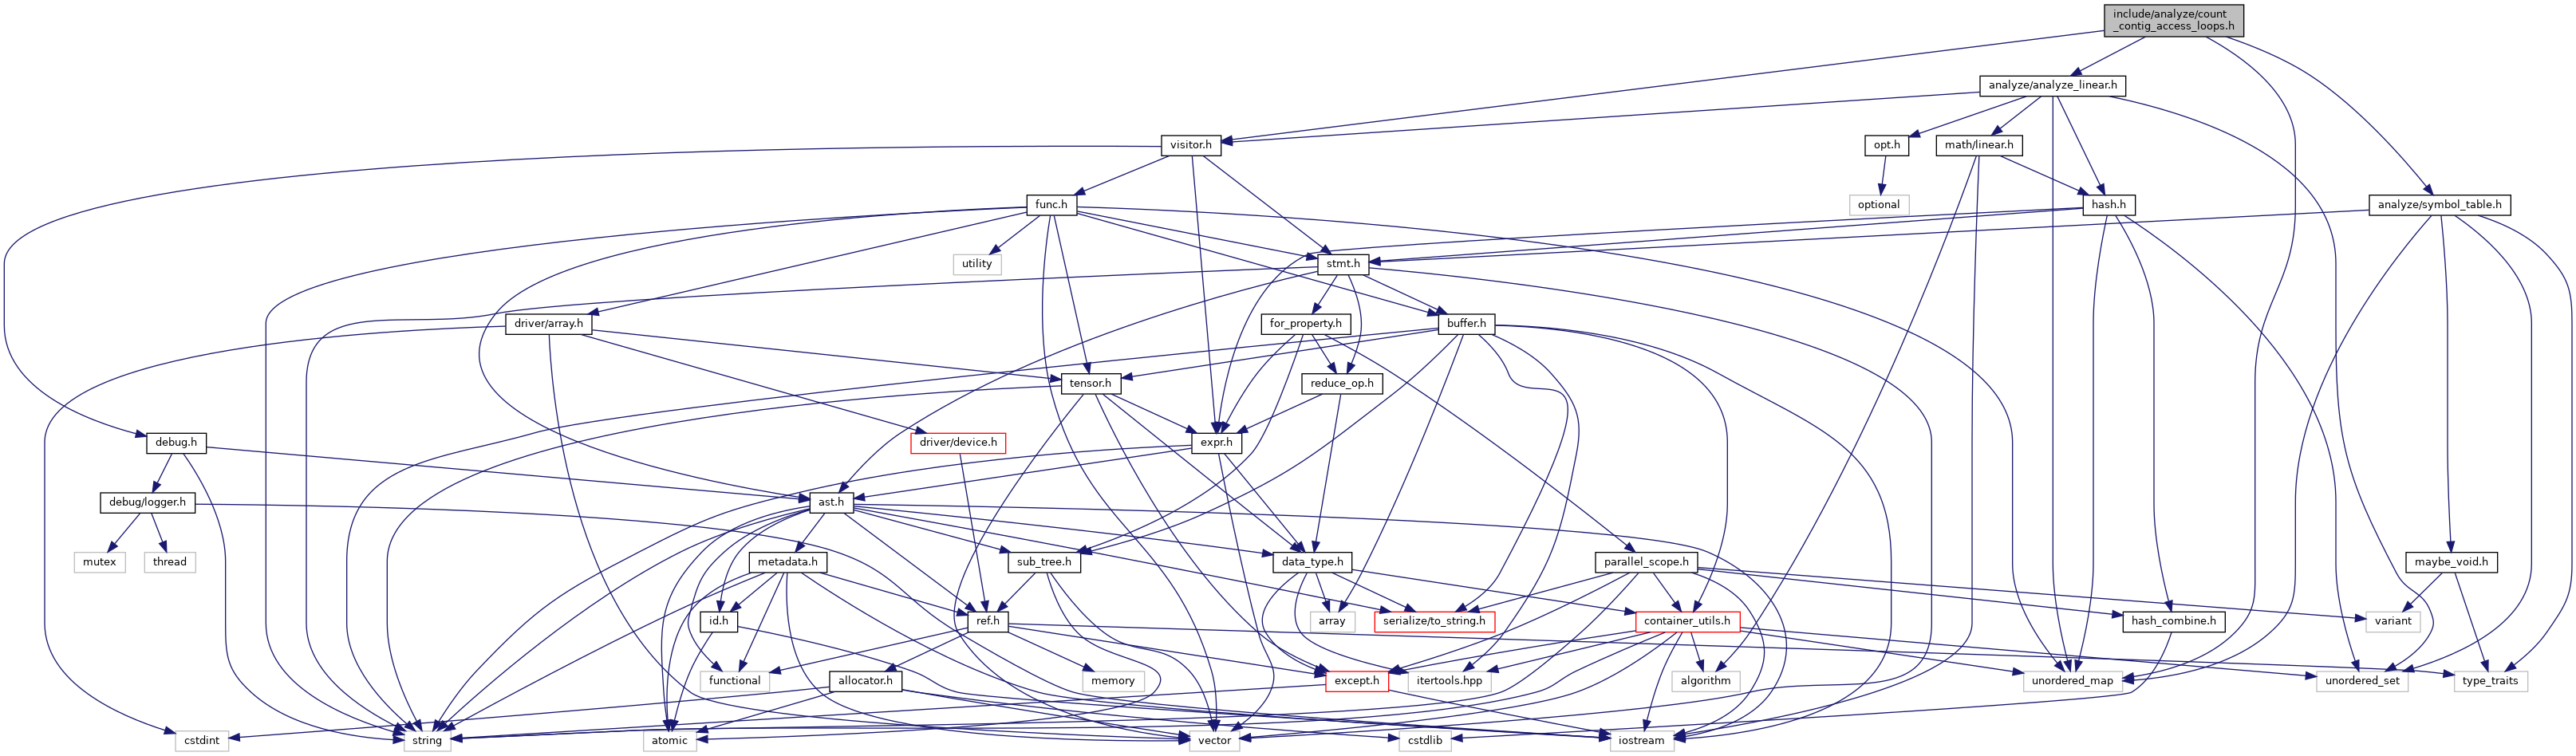 include/analyze/count
_contig_access_loops.h
analyze/analyze_linear.h
visitor.h
opt.h
math/linear.h
func.h
optional
hash.h
analyze/symbol_table.h
utility
stmt.h
driver/array.h
for_property.h
buffer.h
tensor.h
reduce_op.h
debug.h
driver/device.h
expr.h
debug/logger.h
ast.h
mutex
thread
metadata.h
sub_tree.h
data_type.h
parallel_scope.h
maybe_void.h
id.h
ref.h
array
serialize/to_string.h
container_utils.h
hash_combine.h
variant
functional
allocator.h
memory
except.h
itertools.hpp
algorithm
unordered_map
unordered_set
type_traits
cstdint
string
atomic
cstdlib
vector
iostream